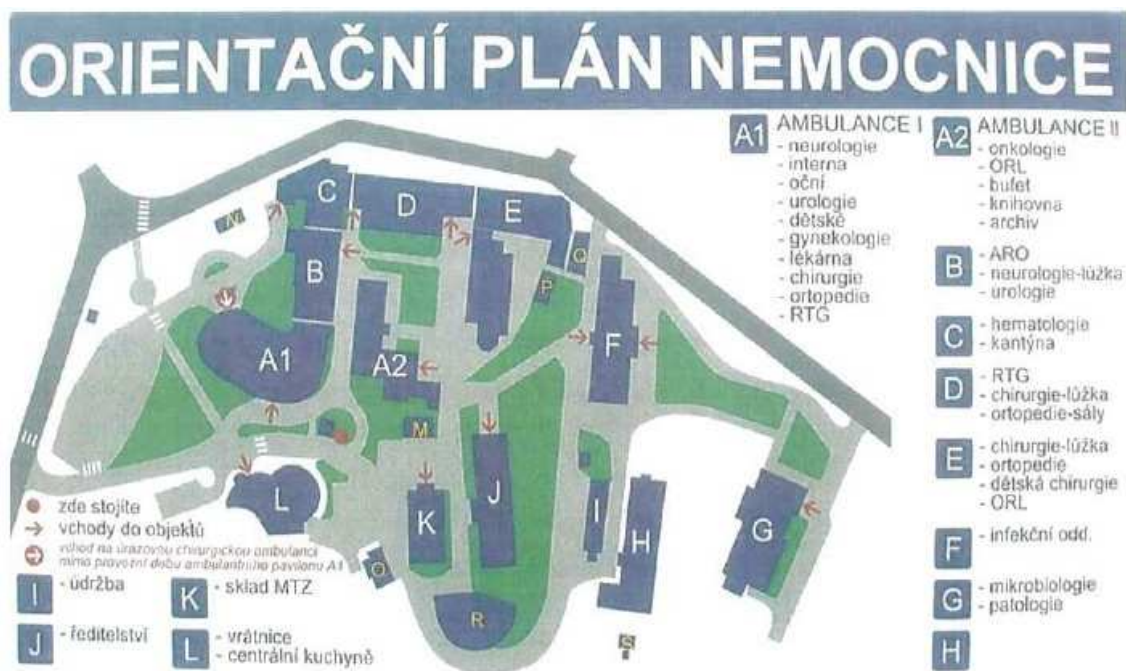 ORIENTAČNÍ PLÁN NEMOCNICE
A1 AMBULANCE I
- neurologie
- interna
- oční
- urologie
- dětské
- gynekologie
- lékárna
- chirurgie
- ortopedie
- RTG
A2 AMBULANCE II
- onkologie
- ORL
- bufet
- knihovna
- archiv
B - ARO
- neurologie-lůžka
- urologie
C - hematologie
- kantýna
D - RTG
- chirurgie-lůžka
- ortopedie-sály
E - chirurgie-lůžka
- ortopedie
- dětská chirurgie
- ORL
F - infekční odd.
G - mikrobiologie
- patologie
H
C
D
E
N
B
Q
P
A1
A2
F
M
L
K
J
I
H
G
O
R
S
zde stojíte
vchody do objektů
vchod na úrazovou chirurgickou ambulanci
mimo provozní dobu ambulantního pavilonu A1
I - údržba
J - ředitelství
K - sklad MTZ
L - vrátnice
- centrální kuchyně